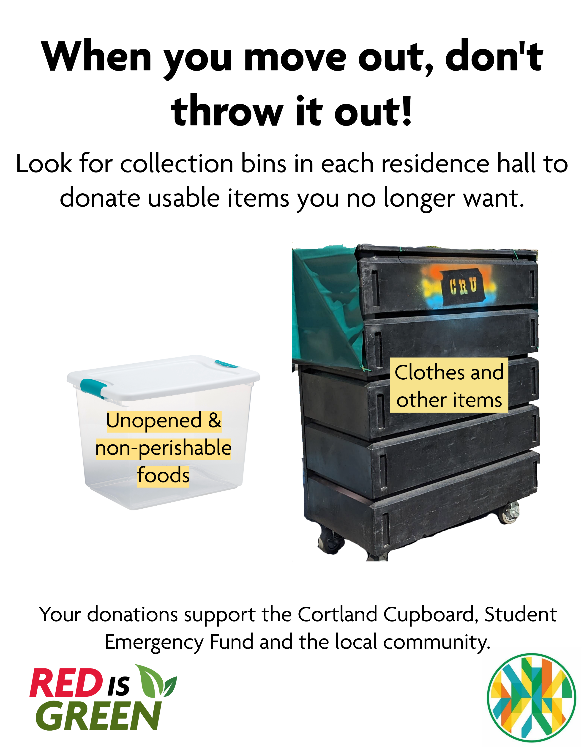 When you move out, don't
throw it out!
Look for collection bins in each residence hall to
donate usable items you no longer want.
CRU
Clothes and
other items
Unopened &
non-perishable
foods
Your donations support the Cortland Cupboard, Student
Emergency Fund and the local community.
RED IS
GREEN